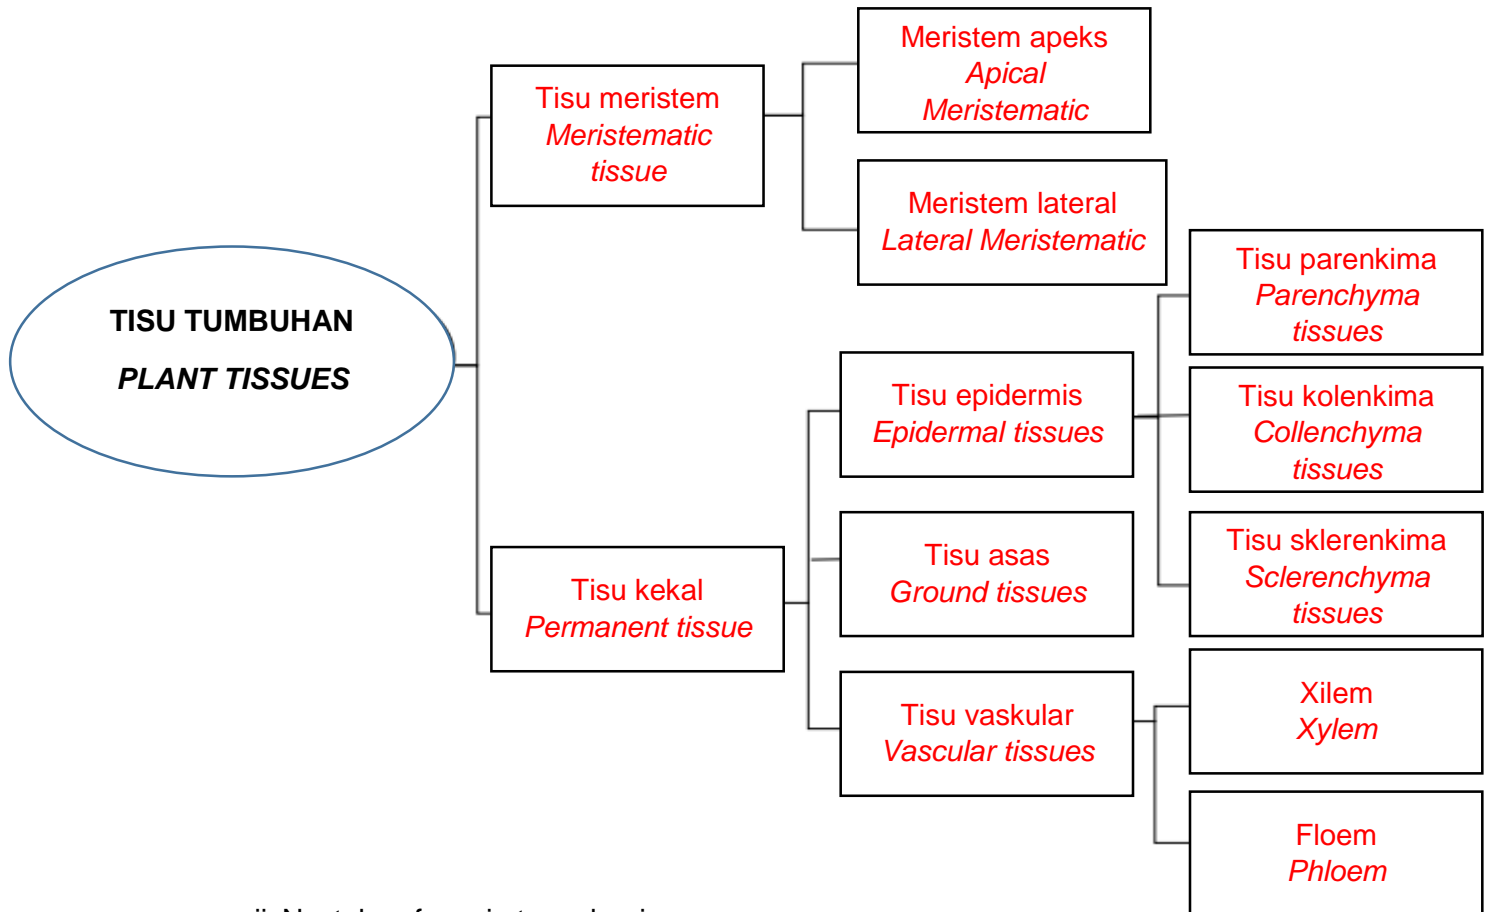 TISU TUMBUHAN
PLANT TISSUES
Tisu meristem
Meristematic
tissue
Meristem apeks
Apical
Meristematic
Meristem lateral
Lateral Meristematic
Tisu kekal
Permanent tissue
Tisu epidermis
Epidermal tissues
Tisu parenkima
Parenchyma
tissues
Tisu kolenkima
Collenchyma
tissues
Tisu sklerenkima
Sclerenchyma
tissues
Tisu asas
Ground tissues
Tisu vaskular
Vascular tissues
Xilem
Xylem
Floem
Phloem